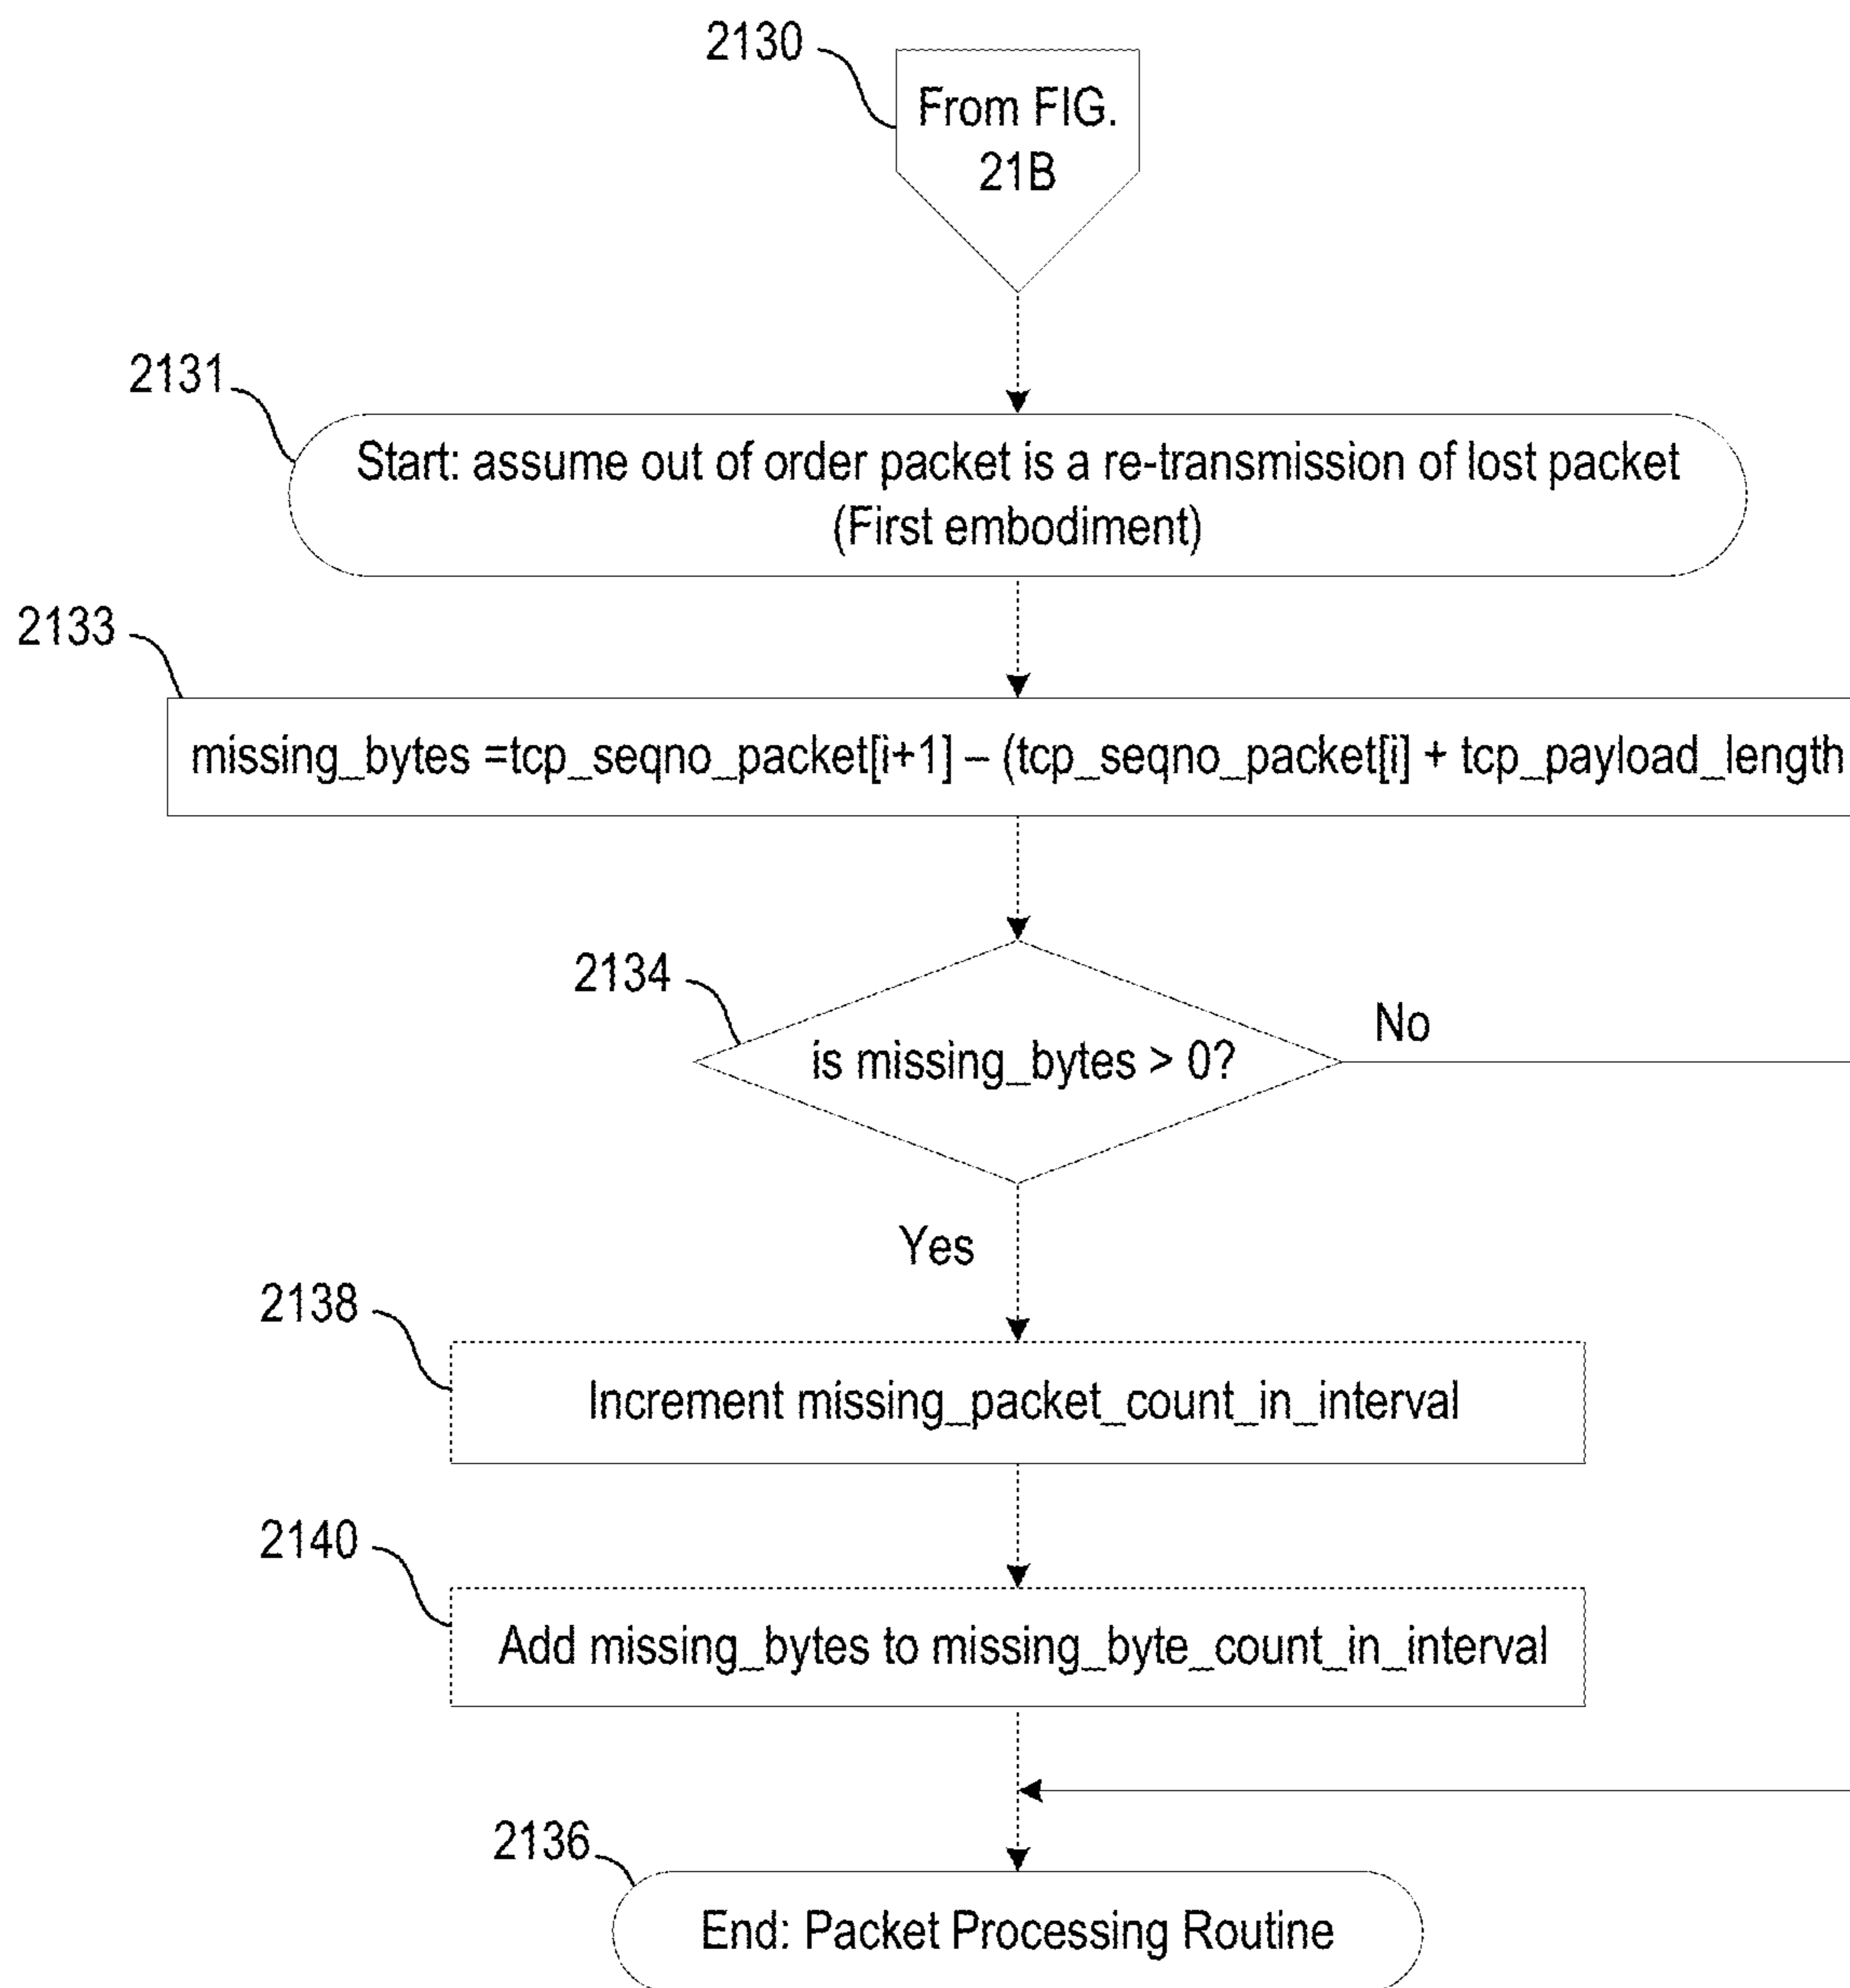 2130
From FIG.
21B
2131
Start: assume out of order packet is a re-transmission of lost packet
(First embodiment)
2133
missing_bytes =tcp_seqno_packet[i+1] – (tcp_seqno_packet[i] + tcp_payload_length
2134
is missing_bytes > 0?
No
Yes
2138
Increment missing_packet_count_in_interval
2140
Add missing_bytes to missing_byte_count_in_interval
2136
End: Packet Processing Routine